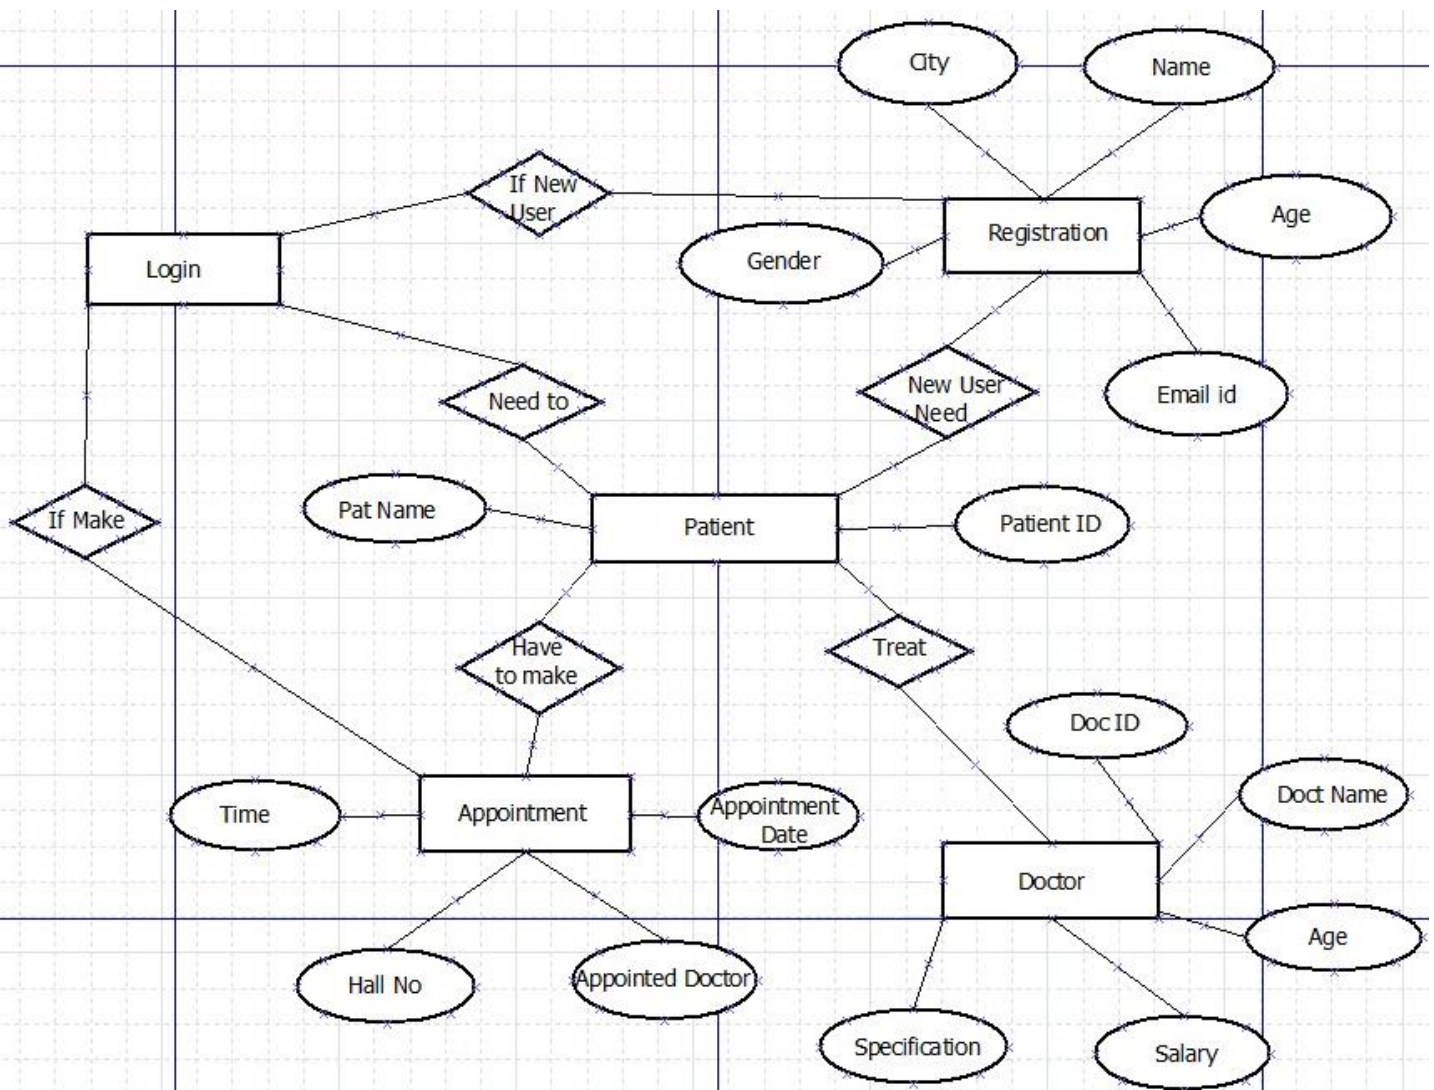 City
Name
If New
User
Age
Registration
Gender
Login
New User
Need
Email id
Need to
Pat Name
If Make
Patient
Patient ID
Have
to make
Treat
Doc ID
Doct Name
Time
Appointment
Appointment
Date
Doctor
Age
Hall No
Appointed Doctor
Specification
Salary